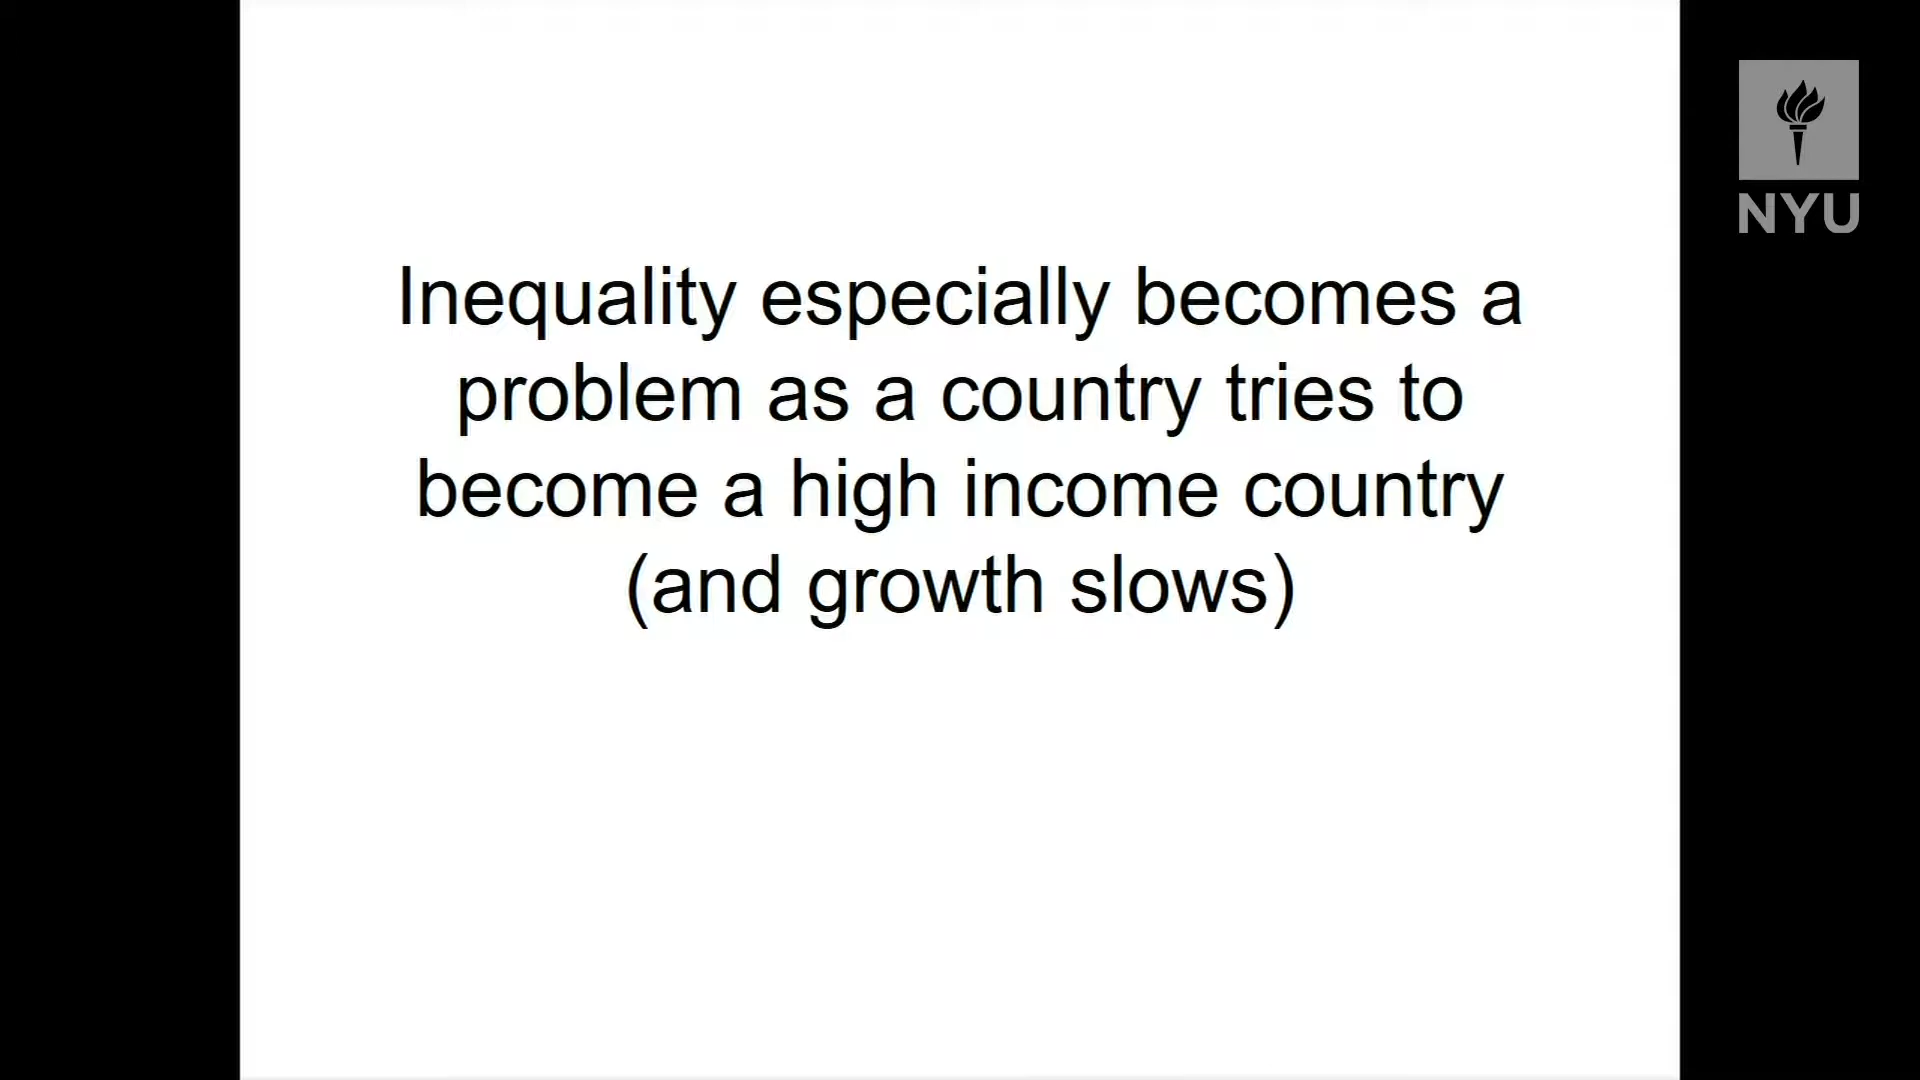 Inequality especially becomes a
problem as a country tries to
become a high income country
(and growth slows)
NYU